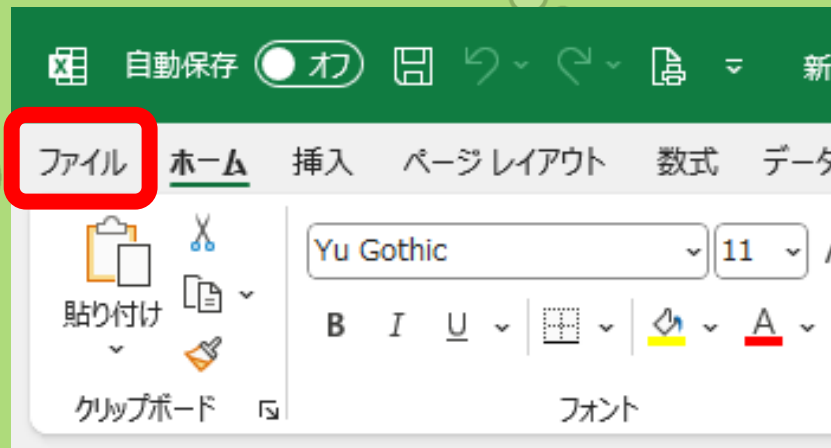 自動保存 オフ 新
ファイル ホーム 挿入 ページ レイアウト 数式 データ
Yu Gothic 11
貼り付け B I U A
クリップボード フォント